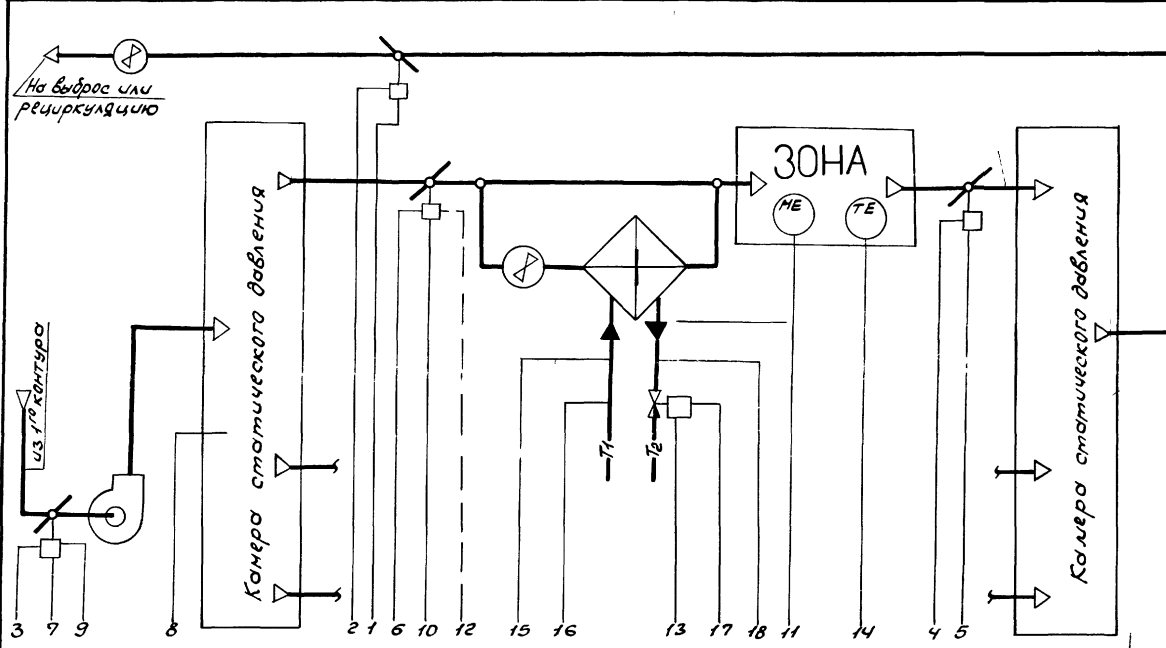 На выброс или
рециркуляцию
ЗОНА
МЕ
ТЕ
Камера статического давления
Камера статического давления
из 1го контура
Т1
Т2
3 7 9 8 2 1 6 10 12 15 16 13 17 18 11 14 4 5